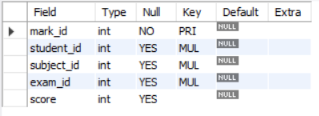 Field Type Null Key Default Extra
mark_id int NO PRI NULL
student_id int YES MUL NULL
subject_id int YES MUL NULL
exam_id int YES MUL NULL
score int YES NULL